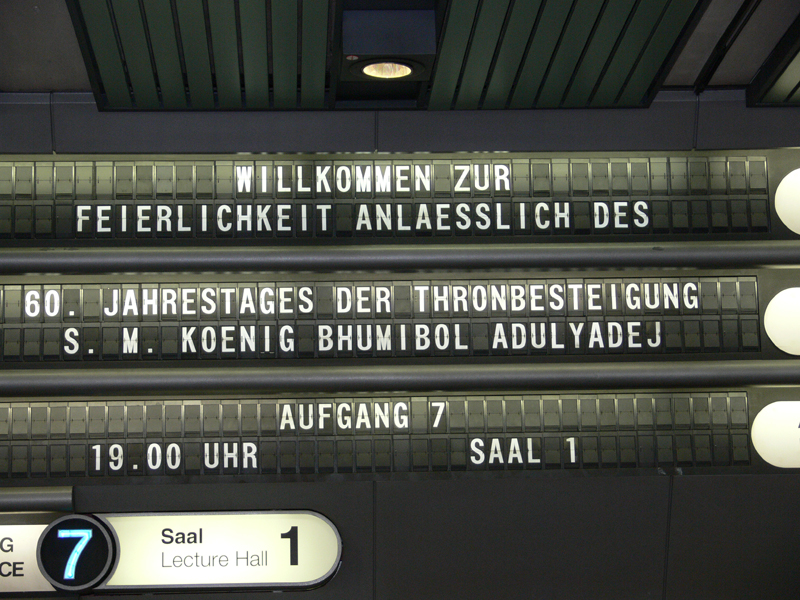 WILLKOMMEN ZUR
FEIERLICHKEIT ANLAESSLICH DES
60. JAHRESTAGES DER THRONBESTEIGUNG
S. M. KOENIG BHUMIBOL ADULYADEJ
AUFGANG 7
19.00 UHR SAAL 1
7
Saal
Lecture Hall
1